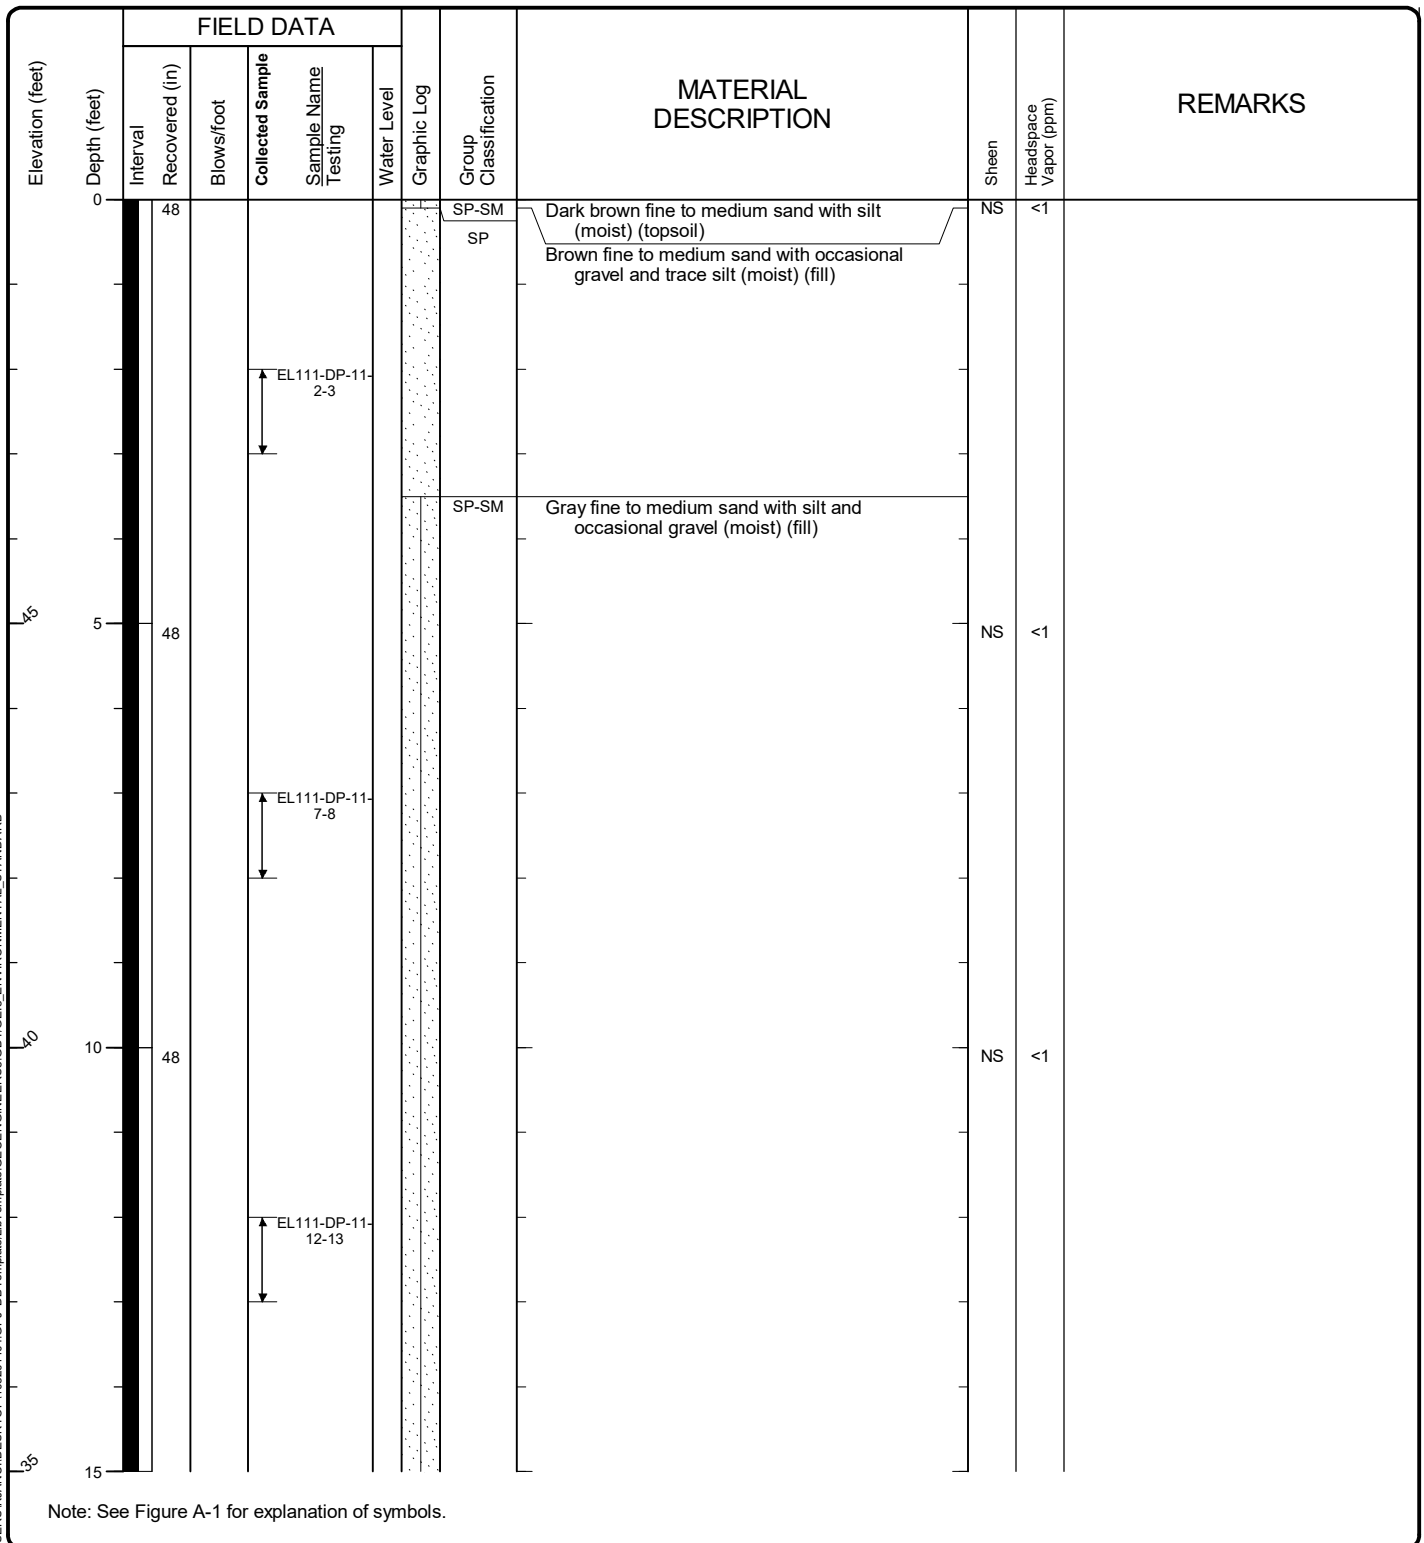 FIELD DATA
Elevation (feet)
Depth (feet)
Interval
Recovered (in)
Blows/foot
Collected Sample
Sample Name
Testing
Water Level
Graphic Log
Group
Classification
MATERIAL
DESCRIPTION
Sheen
Headspace
Vapor (ppm)
REMARKS
0
48
SP-SM
Dark brown fine to medium sand with silt
(moist) (topsoil)
NS
<1
SP
Brown fine to medium sand with occasional
gravel and trace silt (moist) (fill)
EL111-DP-11-
2-3
SP-SM
Gray fine to medium sand with silt and
occasional gravel (moist) (fill)
45
5
48
NS
<1
EL111-DP-11-
7-8
40
10
48
NS
<1
EL111-DP-11-
12-13
35
15
Note: See Figure A-1 for explanation of symbols.